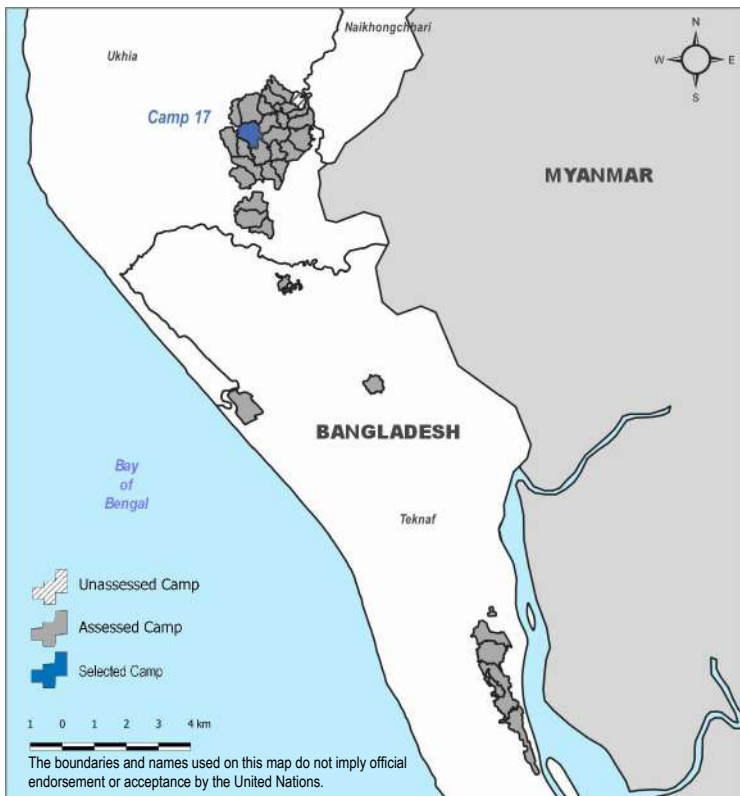 Naikhongchhari
Ukhia
N
W
E
S
Camp 17
MYANMAR
BANGLADESH
Bay
of
Bengal
Teknaf
Unassessed Camp
Assessed Camp
Selected Camp
1 0 1 2 3 4 km
The boundaries and names used on this map do not imply official
endorsement or acceptance by the United Nations.